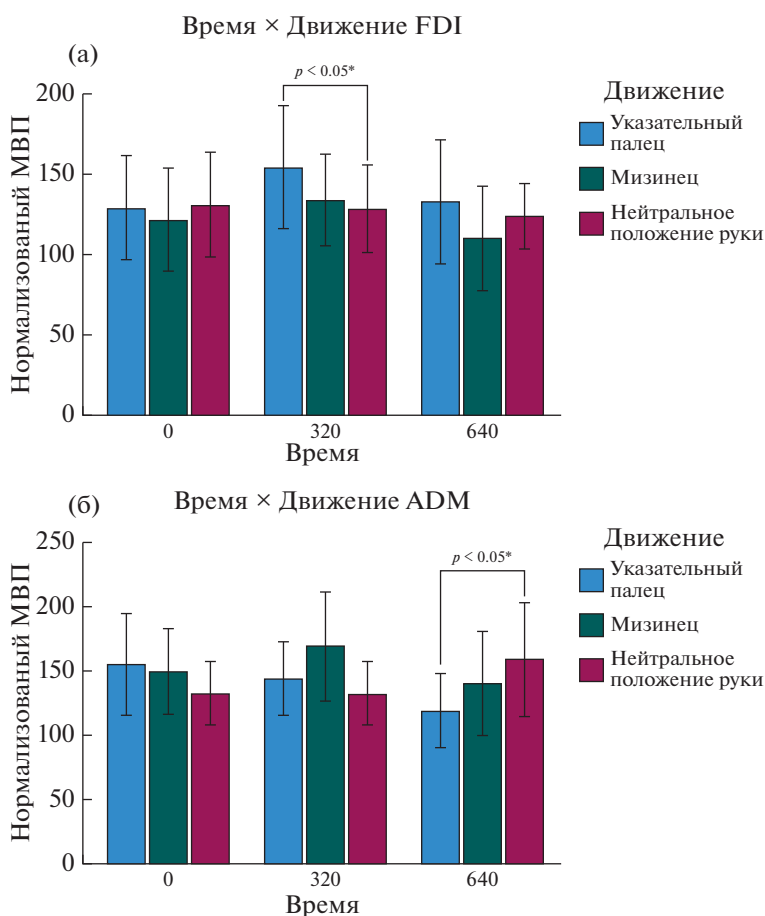 Время × Движение FDI
(а)
p < 0.05*
Нормализованый МВП
200
150
100
50
0
0
320
640
Время
Движение
Указательный
палец
Мизинец
Нейтральное
положение руки
Время × Движение ADM
(б)
p < 0.05*
Нормализованый МВП
250
200
150
100
50
0
0
320
640
Время
Движение
Указательный
палец
Мизинец
Нейтральное
положение руки